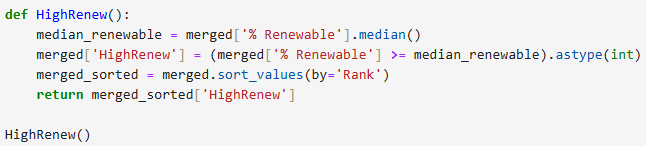 def HighRenew():
    median_renewable = merged['% Renewable'].median()
    merged['HighRenew'] = (merged['% Renewable'] >= median_renewable).astype(int)
    merged_sorted = merged.sort_values(by='Rank')
    return merged_sorted['HighRenew']
HighRenew()